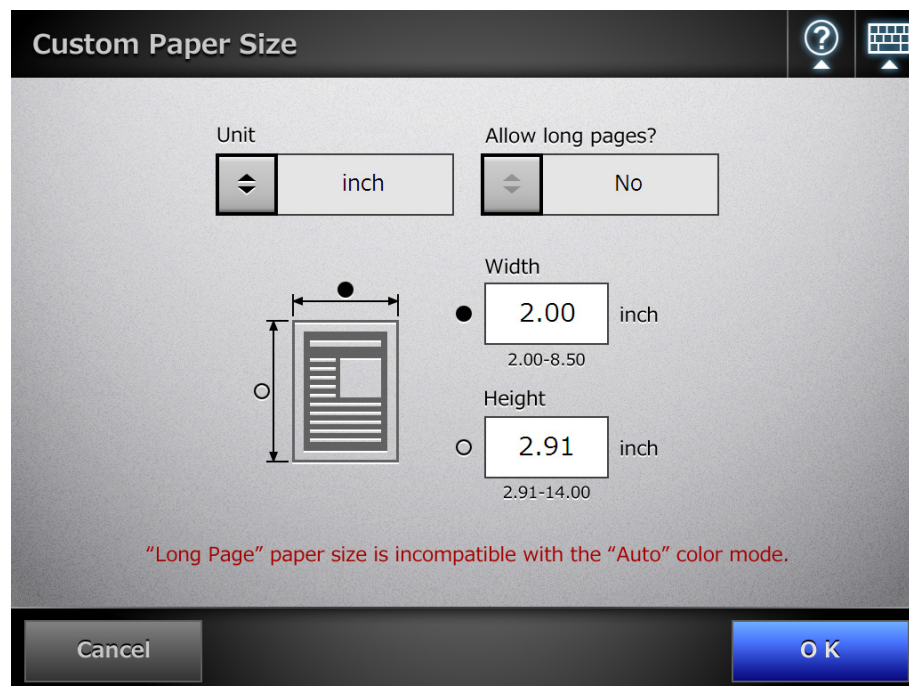 Custom Paper Size
?
Unit
Allow long pages?
inch
No
Width
2.00
inch
2.00-8.50
Height
2.91
inch
2.91-14.00
“Long Page” paper size is incompatible with the “Auto” color mode.
Cancel
OK